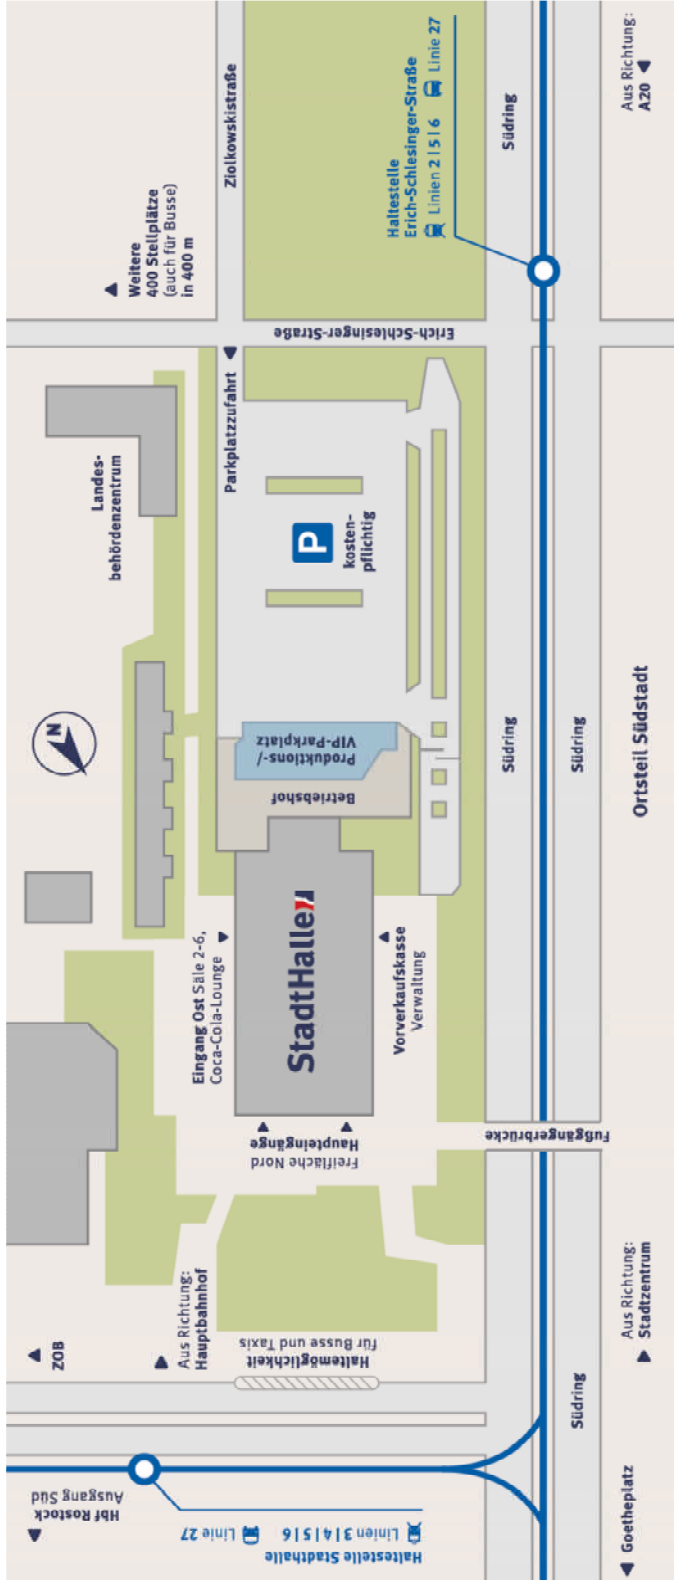 Hbf Rostock
Ausgang Süd
ZOB
Aus Richtung:
Hauptbahnhof
Haltestelle Stadthalle
Linien 3|4|5|6 Linie 27
Haltemöglichkeit
für Busse und Taxis
Freifläche Nord
Haupteingänge
Eingang Ost Säle 2-6,
Coca-Cola-Lounge
StadtHalle
Vorverkaufskasse
Verwaltung
Betriebshof
Produktions-/
VIP-Parkplatz
N
Landes-
behördenzentrum
P
kosten-
pflichtig
Parkplatzzufahrt
Erich-Schlesinger-Straße
Weitere
400 Stellplätze
(auch für Busse)
in 400 m
Ziolkowskistraße
Haltestelle
Erich-Schlesinger-Straße
Linien 2|5|6 Linie 27
Südring
Südring
Südring
Südring
Fußgängerbrücke
Goetheplatz
Aus Richtung:
Stadtzentrum
Ortsteil Südstadt
Aus Richtung:
A20